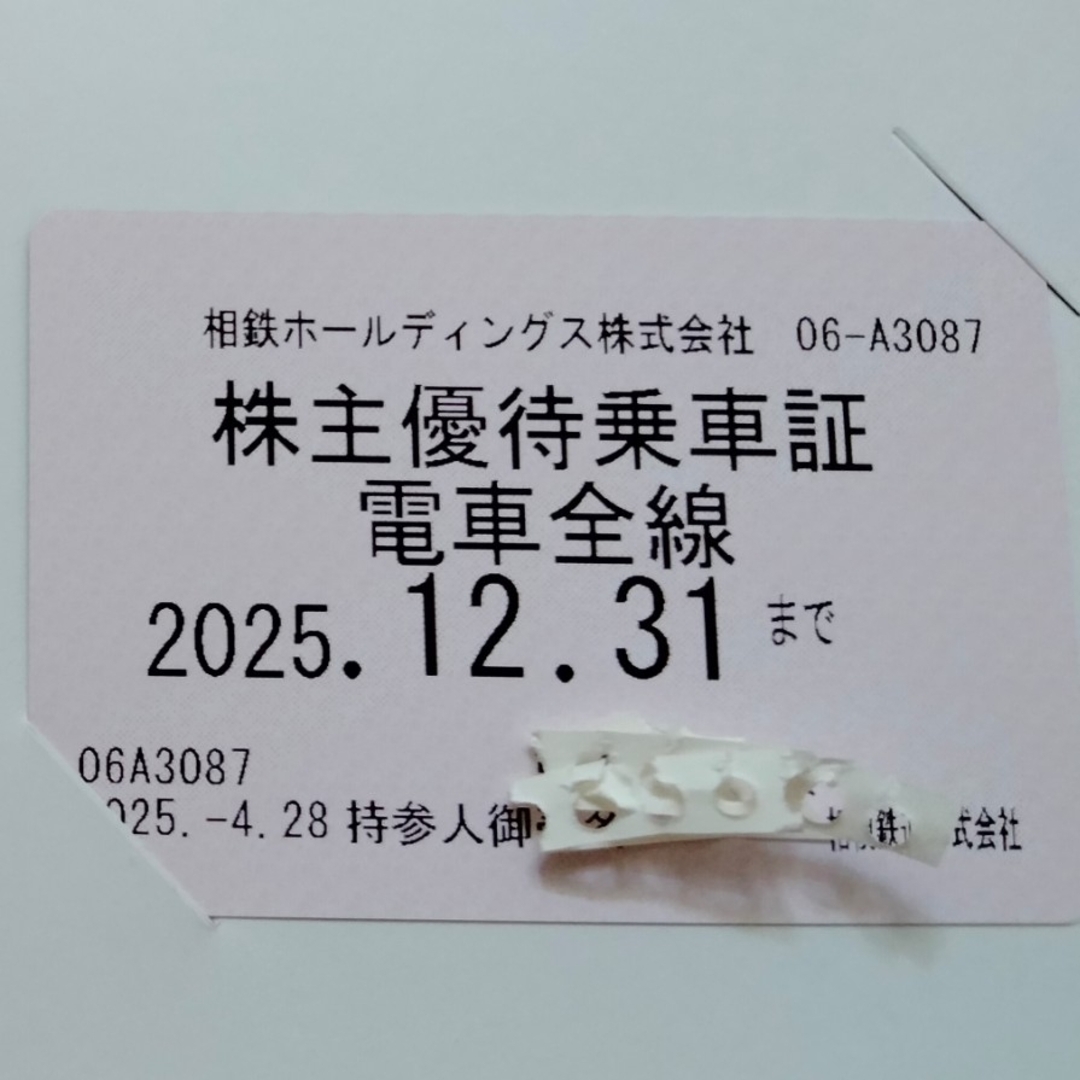 相鉄ホールディングス株式会社 06-A3087
株主優待乗車証
電車全線
2025.12.31 まで
06A3087
025.-4.28 持参人御 式会社